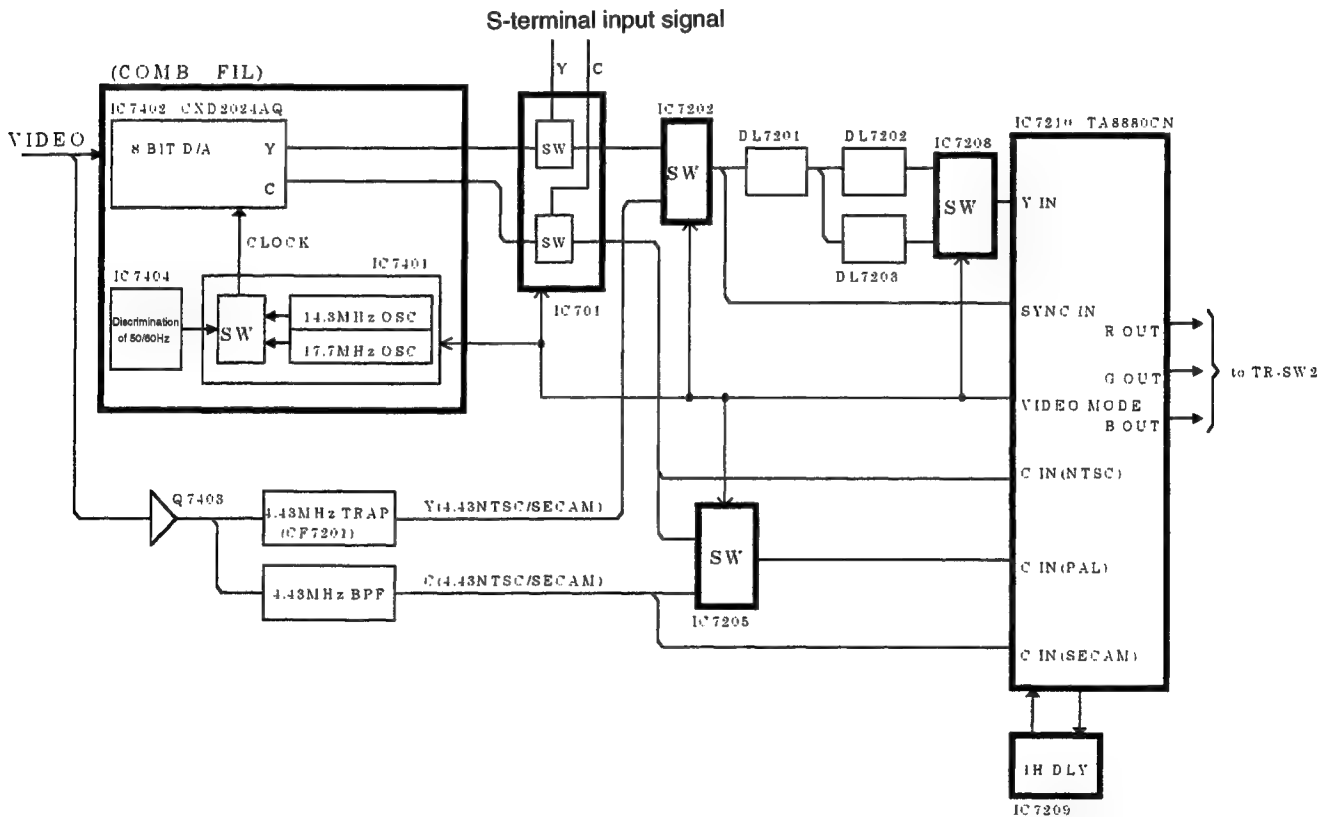 S-terminal input signal
(COMB FIL)
Y
C
IC7402 CXD2024AQ
VIDEO
8 BIT D/A
Y
C
SW
SW
IC7202
SW
DL7201
DL7202
DL7203
IC7208
SW
IC7210 TA8880CN
Y IN
CLOCK
IC7401
IC7404
Discrimination
of 50/60Hz
SW
14.3MHz OSC
17.7MHz OSC
IC701
SYNC IN
R OUT
G OUT
to TR-SW2
VIDEO MODE
B OUT
C IN(NTSC)
Q7403
4.43MHz TRAP
(CF7201)
Y(4.43NTSC/SECAM)
SW
C IN(PAL)
4.43MHz BPF
C(4.43NTSC/SECAM)
IC7205
C IN(SECAM)
1H DLY
IC7209